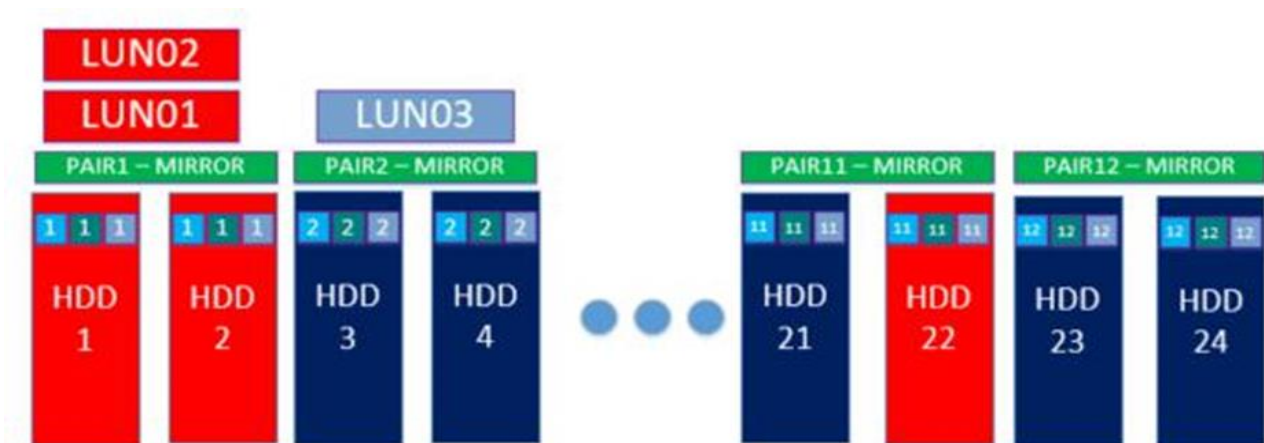 LUN02
LUN01 LUN03
PAIR1 – MIRROR PAIR2 – MIRROR PAIR11 – MIRROR PAIR12 – MIRROR
1 1 1 1 1 1 2 2 2 2 2 2 11 11 11 11 11 11 12 12 12 12 12 12
HDD HDD HDD HDD HDD HDD HDD HDD
1 2 3 4 21 22 23 24